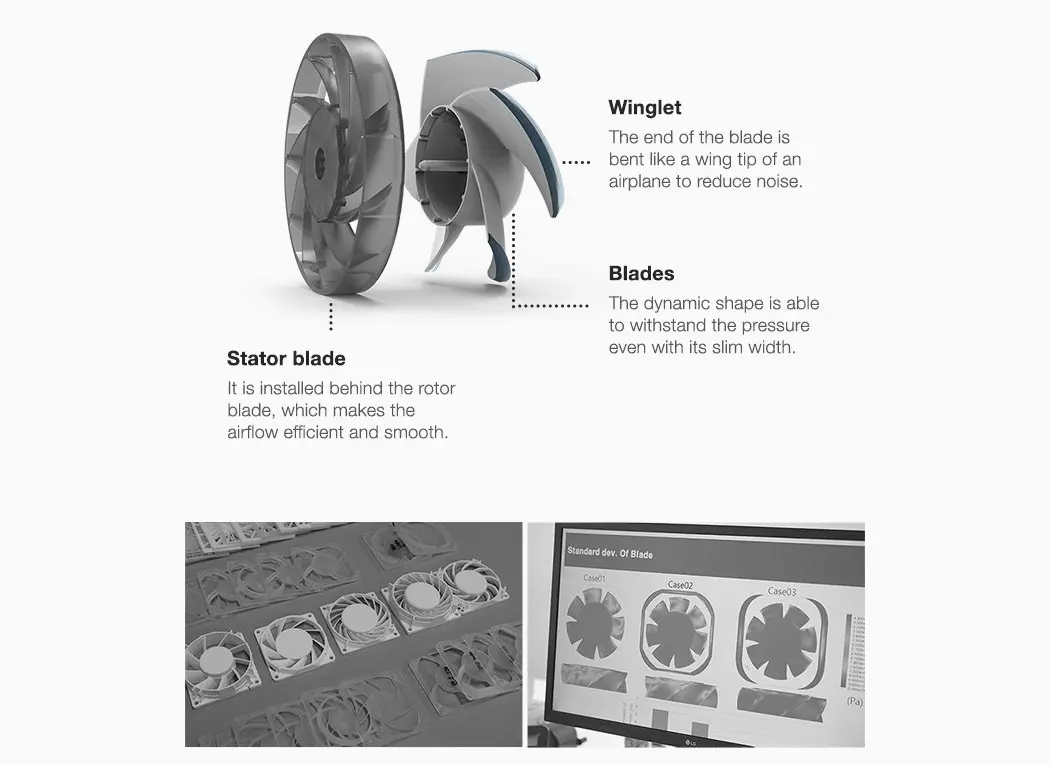 Winglet
The end of the blade is
bent like a wing tip of an
airplane to reduce noise.
Blades
The dynamic shape is able
to withstand the pressure
even with its slim width.
Stator blade
It is installed behind the rotor
blade, which makes the
airflow efficient and smooth.
Standard dev. Of Blade
Case01
Case02
Case03
(Pa)
LG